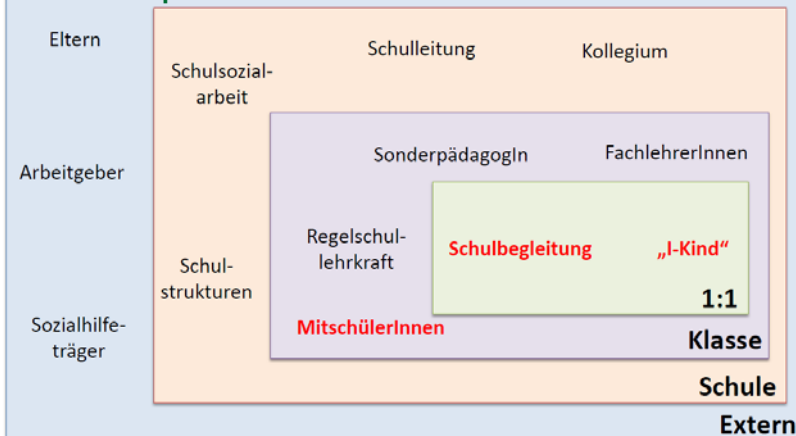 Eltern
Schulleitung
Kollegium
Schulsozial-
arbeit
SonderpädagogIn
FachlehrerInnen
Arbeitgeber
Regelschul-
lehrkraft
Schulbegleitung
„I-Kind“
Schul-
strukturen
1:1
MitschülerInnen
Sozialhilfe-
träger
Klasse
Schule
Extern